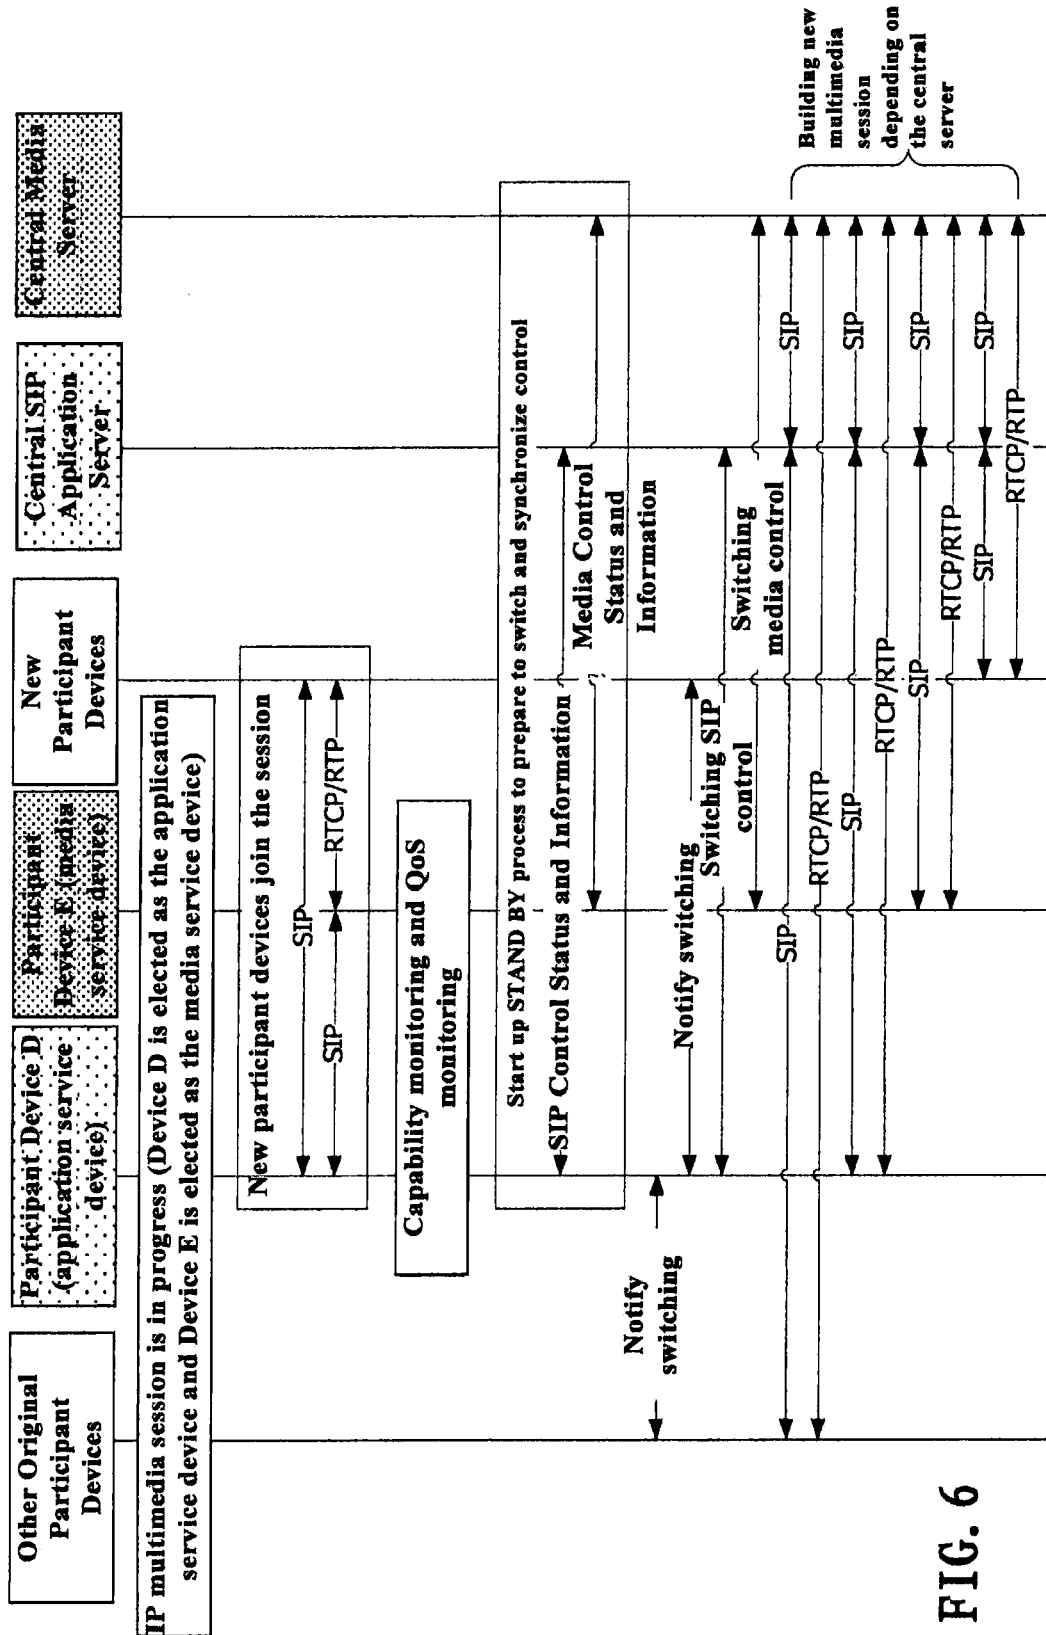 Other Original
Participant
Devices
Participant Device D
(application service
device)
Participant
Device E (media
service device)
New
Participant
Devices
Central SIP
Application
Server
Central Media
Server
IP multimedia session is in progress (Device D is elected as the application
service device and Device E is elected as the media service device)
New participant devices join the session
SIP
SIP
RTCP/RTP
Capability monitoring and QoS
monitoring
Start up STAND BY process to prepare to switch and synchronize control
SIP Control Status and Information
Media Control
Status and
Information
Notify
switching
Notify switching
Switching SIP
control
Switching
media control
SIP
SIP
RTCP/RTP
SIP
SIP
RTCP/RTP
SIP
SIP
RTCP/RTP
SIP
SIP
RTCP/RTP
Building new
multimedia
session
depending on
the central
server
FIG. 6